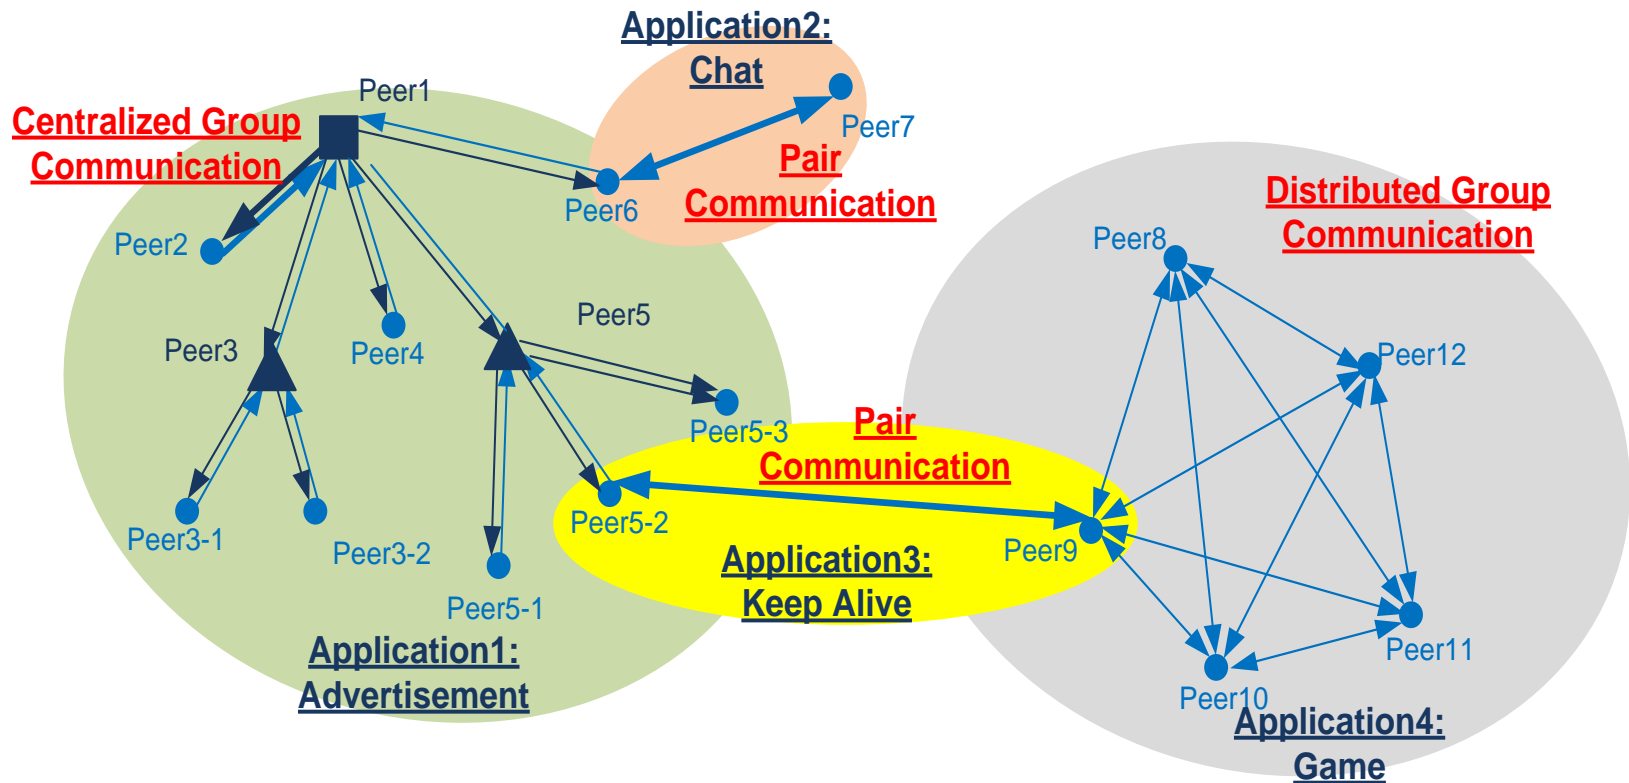 Application2:
Chat
Peer1
Centralized Group
Communication
Peer7
Pair
Communication
Peer6
Peer2
Distributed Group
Communication
Peer8
Peer5
Peer3
Peer4
Peer12
Peer5-3
Pair
Communication
Peer3-1
Peer3-2
Peer5-2
Peer9
Application3:
Keep Alive
Peer5-1
Application1:
Advertisement
Peer11
Peer10
Application4:
Game